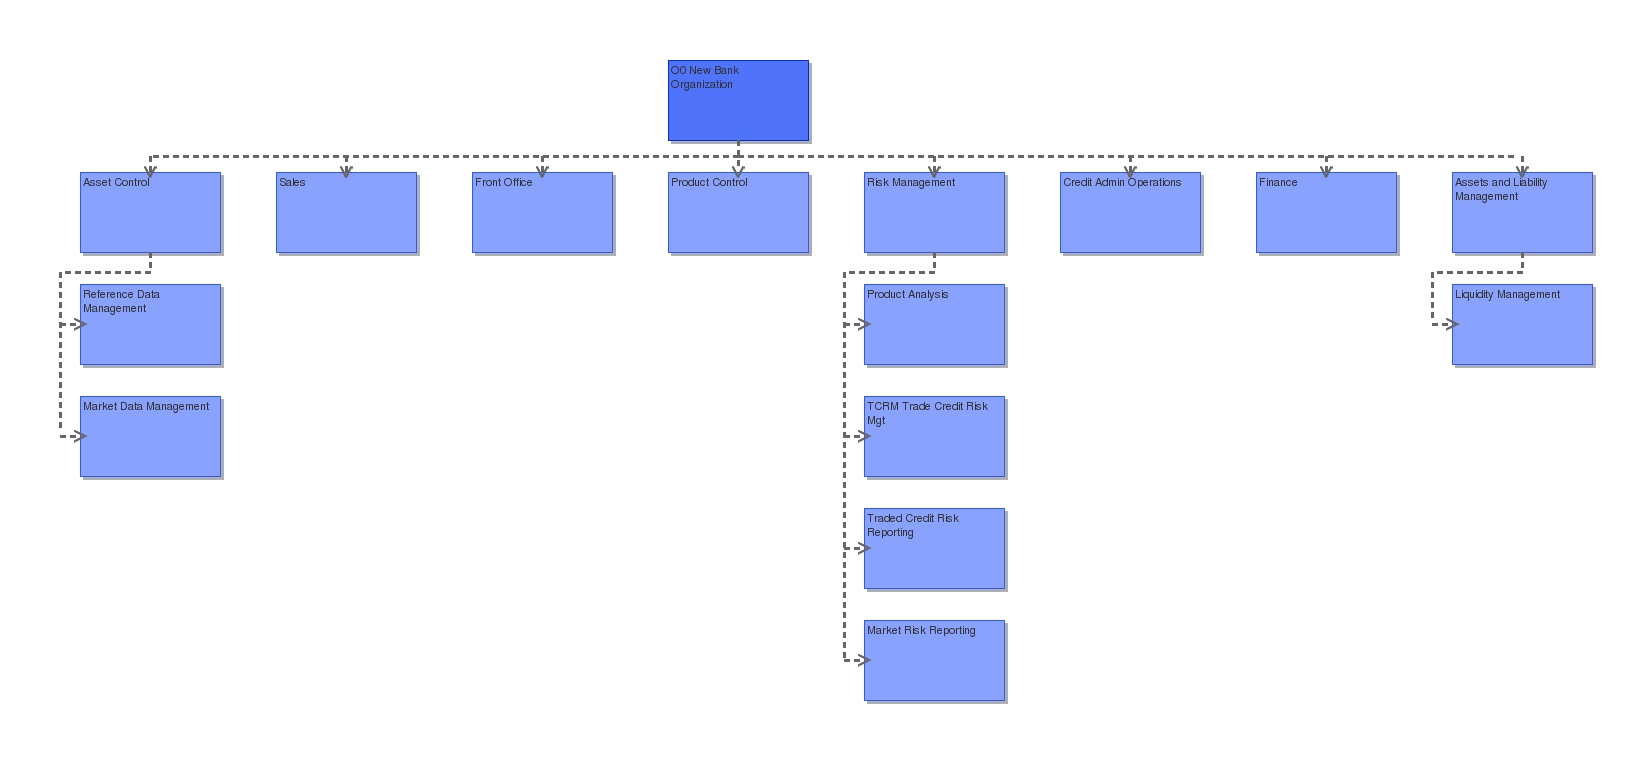 O0 New Bank
Organization
Asset Control
Sales
Front Office
Product Control
Risk Management
Credit Admin Operations
Finance
Assets and Liability
Management
Reference Data
Management
Product Analysis
Liquidity Management
Market Data Management
TCRM Trade Credit Risk
Mgt
Traded Credit Risk
Reporting
Market Risk Reporting